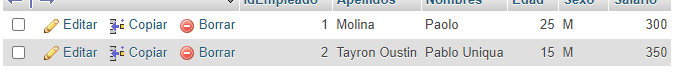 IdEmpleado Apellidos Nombres Edad Sexo Salario
Editar Copiar Borrar 1 Molina Paolo 25 M 300
Editar Copiar Borrar 2 Tayron Oustin Pablo Uniqua 15 M 350